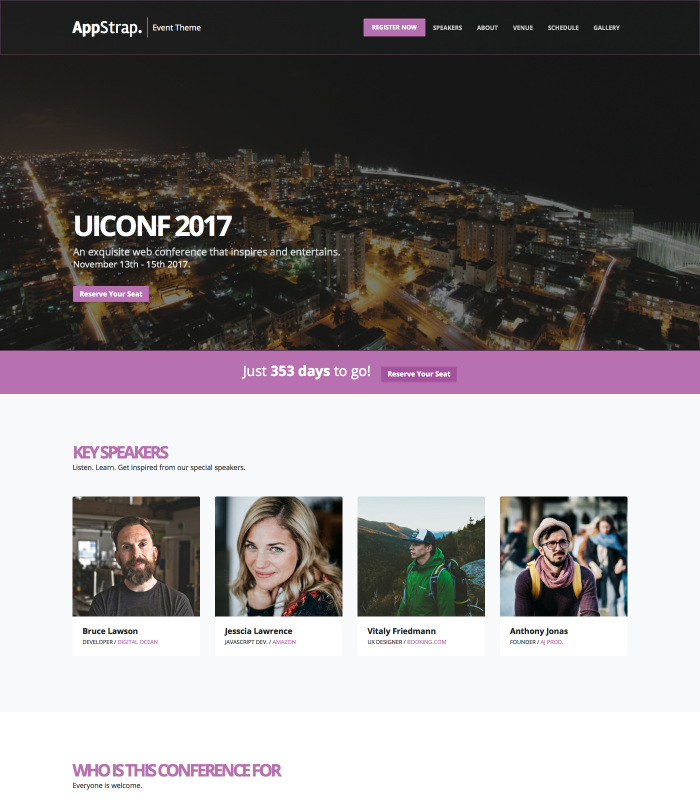 AppStrap. Event Theme
REGISTER NOW SPEAKERS ABOUT VENUE SCHEDULE GALLERY
UICONF 2017
An exquisite web conference that inspires and entertains.
November 13th - 15th 2017.
Reserve Your Seat
Just 353 days to go! Reserve Your Seat
KEY SPEAKERS
Listen. Learn. Get inspired from our special speakers.
Bruce Lawson
DEVELOPER / DIGITAL OCEAN
Jesscia Lawrence
JAVASCRIPT DEV. / AMAZON
Vitaly Friedmann
UX DESIGNER / BOOKING.COM
Anthony Jonas
FOUNDER / AJ PROD.
WHO IS THIS CONFERENCE FOR
Everyone is welcome.